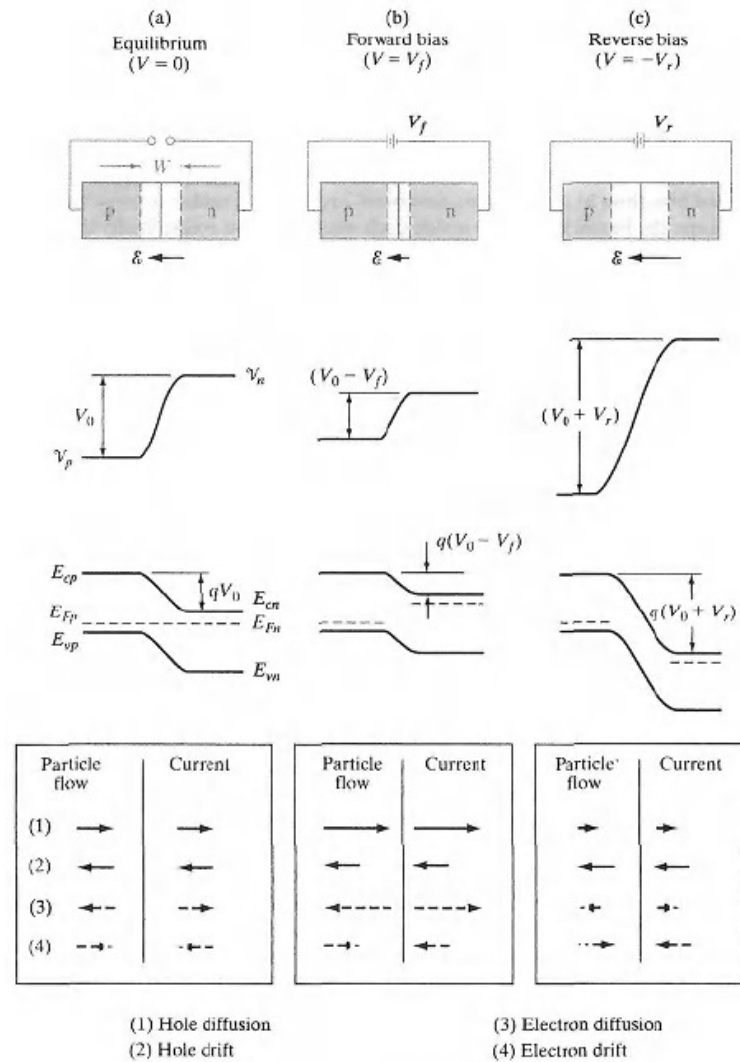 (a)
Equilibrium
(V = 0)
(b)
Forward bias
(V = V_f)
(c)
Reverse bias
(V = −V_r)
V_f
V_r
W
p
n
p
n
p
n
ℰ
ℰ
ℰ
𝒱_n
V_0
𝒱_p
(V_0 − V_f)
(V_0 + V_r)
E_cp
qV_0
E_cn
E_Fp
E_Fn
E_vp
E_vn
q(V_0 − V_f)
q(V_0 + V_r)
Particle flow
Current
Particle flow
Current
Particle flow
Current
(1)
(2)
(3)
(4)
(1) Hole diffusion
(2) Hole drift
(3) Electron diffusion
(4) Electron drift